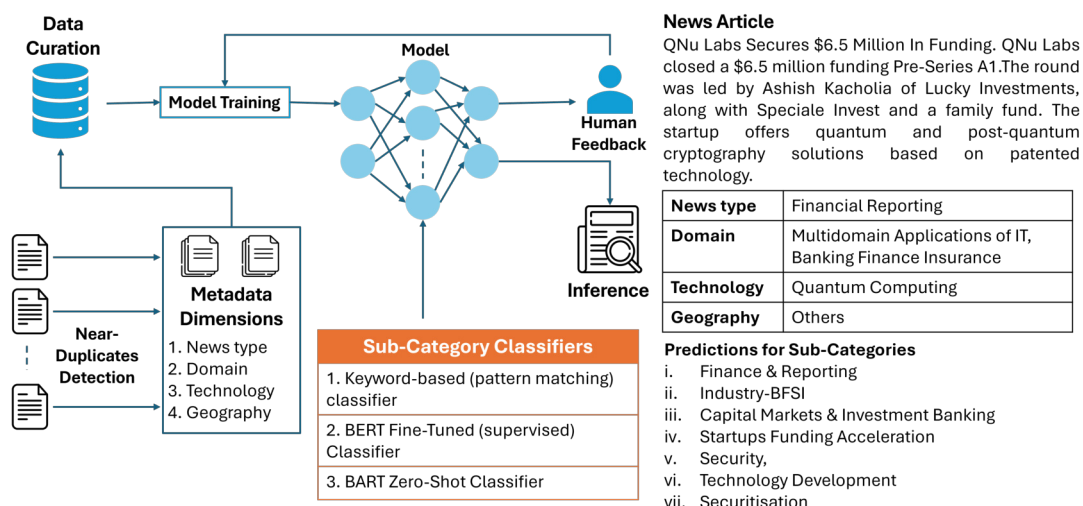 Data
Curation
Model Training
Model
Human
Feedback
Inference
Near-
Duplicates
Detection
Metadata
Dimensions
1. News type
2. Domain
3. Technology
4. Geography
Sub-Category Classifiers
1. Keyword-based (pattern matching)
classifier
2. BERT Fine-Tuned (supervised)
Classifier
3. BART Zero-Shot Classifier
News Article
QNu Labs Secures $6.5 Million In Funding. QNu Labs
closed a $6.5 million funding Pre-Series A1.The round
was led by Ashish Kacholia of Lucky Investments,
along with Speciale Invest and a family fund. The
startup offers quantum and post-quantum
cryptography solutions based on patented
technology.
News type Financial Reporting
Domain Multidomain Applications of IT,
Banking Finance Insurance
Technology Quantum Computing
Geography Others
Predictions for Sub-Categories
i. Finance & Reporting
ii. Industry-BFSI
iii. Capital Markets & Investment Banking
iv. Startups Funding Acceleration
v. Security,
vi. Technology Development
vii. Securitisation